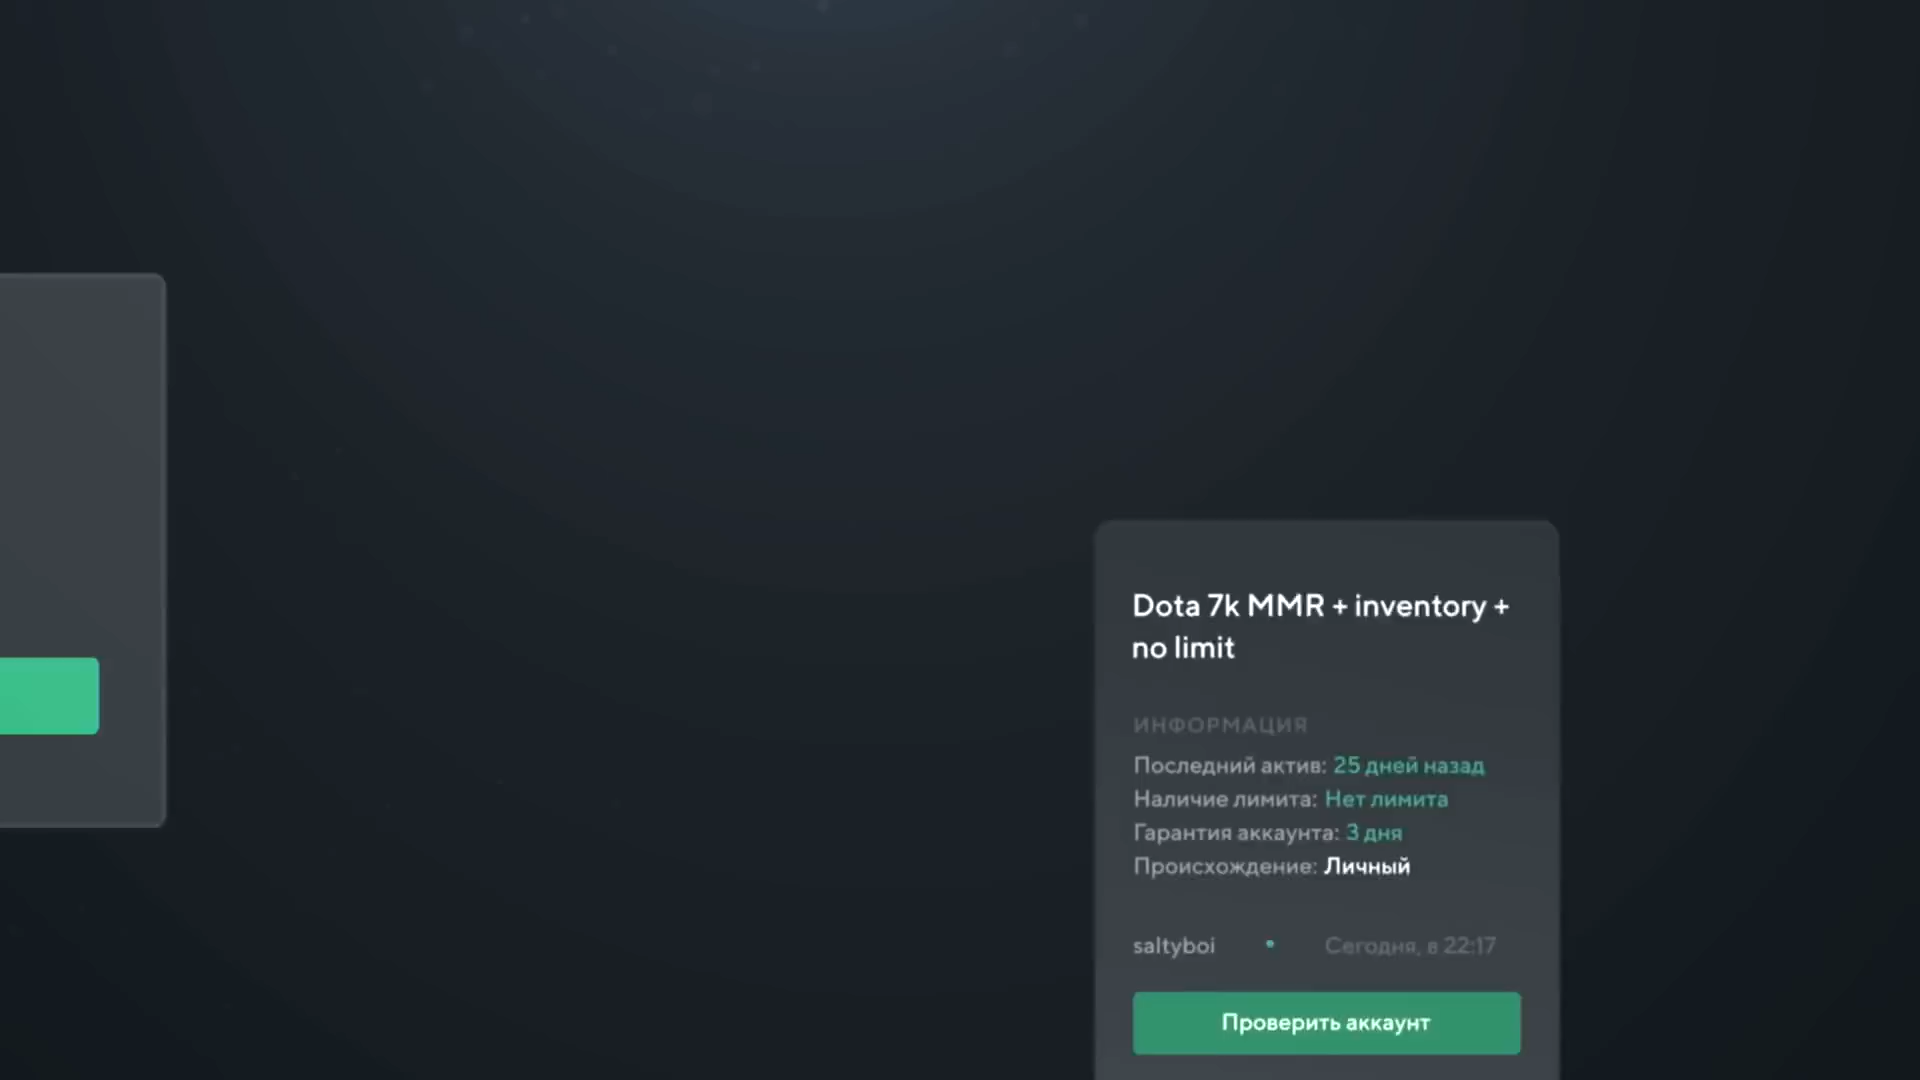 Dota 7k MMR + inventory +
no limit
ИНФОРМАЦИЯ
Последний актив: 25 дней назад
Наличие лимита: Нет лимита
Гарантия аккаунта: 3 дня
Происхождение: Личный
saltyboi • Сегодня, в 22:17
Проверить аккаунт